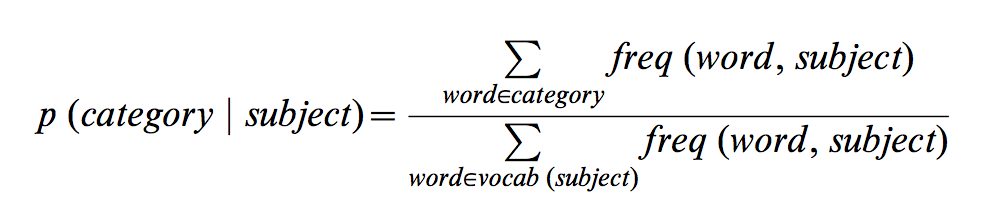 ∑ freq (word, subject)
word∈category
p (category | subject)=
∑ freq (word, subject)
word∈vocab (subject)